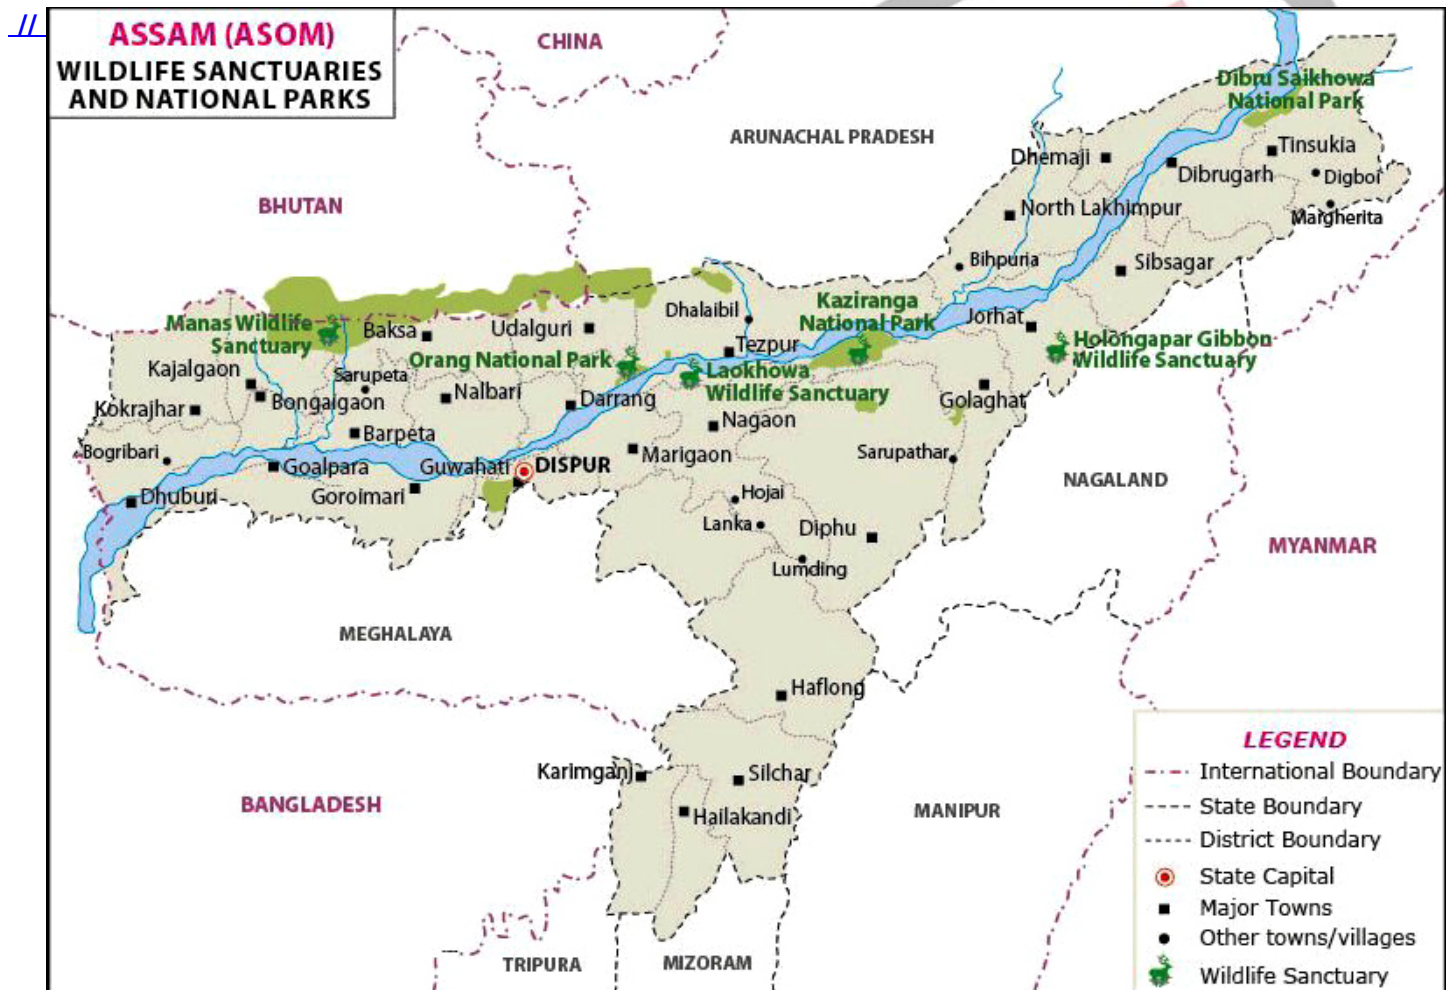 //
ASSAM (ASOM)
WILDLIFE SANCTUARIES
AND NATIONAL PARKS
CHINA
Dibru Saikhowa
National Park
ARUNACHAL PRADESH
Dhemaji
Tinsukia
Dibrugarh
Digboi
BHUTAN
North Lakhimpur
Margherita
Bihpuria
Sibsagar
Kaziranga
National Park
Dhalaibil
Jorhat
Manas Wildlife
Sanctuary
Baksa
Udalguri
Tezpur
Holongapar Gibbon
Wildlife Sanctuary
Orang National Park
Kajalgaon
Sarupeta
Laokhowa
Wildlife Sanctuary
Kokrajhar
Bongaigaon
Nalbari
Darrang
Golaghat
Nagaon
Barpeta
Bogribari
Marigaon
Sarupathar
Goalpara
Guwahati
DISPUR
NAGALAND
Dhuburi
Goroimari
Hojai
Lanka
Diphu
MYANMAR
Lumding
MEGHALAYA
Haflong
LEGEND
Karimganj
Silchar
International Boundary
BANGLADESH
Hailakandi
MANIPUR
State Boundary
District Boundary
State Capital
Major Towns
Other towns/villages
TRIPURA
MIZORAM
Wildlife Sanctuary